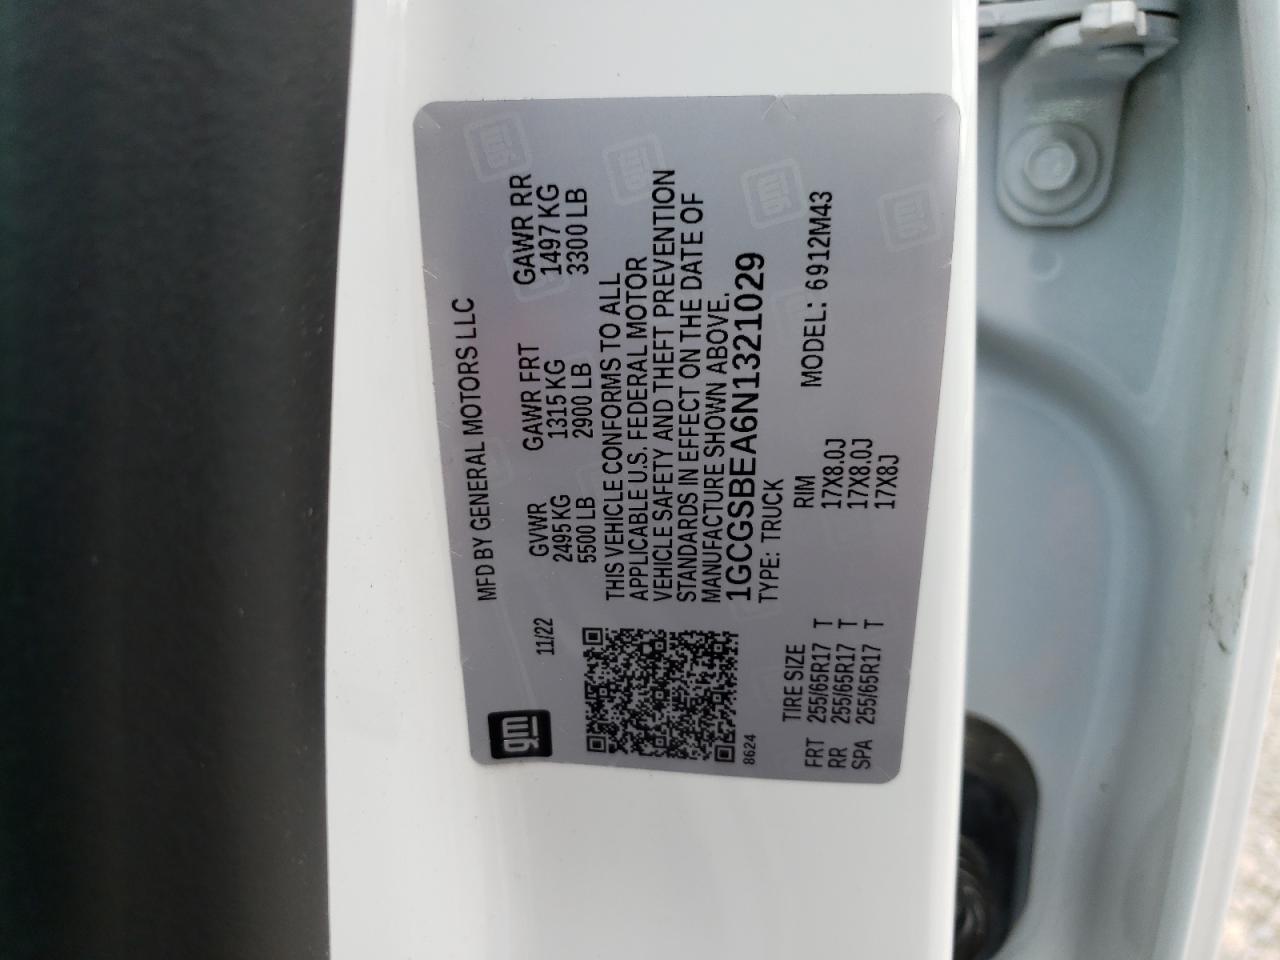 MFD BY GENERAL MOTORS LLC
gm
11/22
GVWR GAWR FRT GAWR RR
2495 KG 1315 KG 1497 KG
5500 LB 2900 LB 3300 LB
THIS VEHICLE CONFORMS TO ALL
APPLICABLE U.S. FEDERAL MOTOR
VEHICLE SAFETY AND THEFT PREVENTION
STANDARDS IN EFFECT ON THE DATE OF
MANUFACTURE SHOWN ABOVE.
1GCGSBEA6N1321029
8624
TYPE: TRUCK
TIRE SIZE RIM MODEL: 6912M43
FRT 255/65R17 T 17X8.0J
RR 255/65R17 T 17X8.0J
SPA 255/65R17 T 17X8J